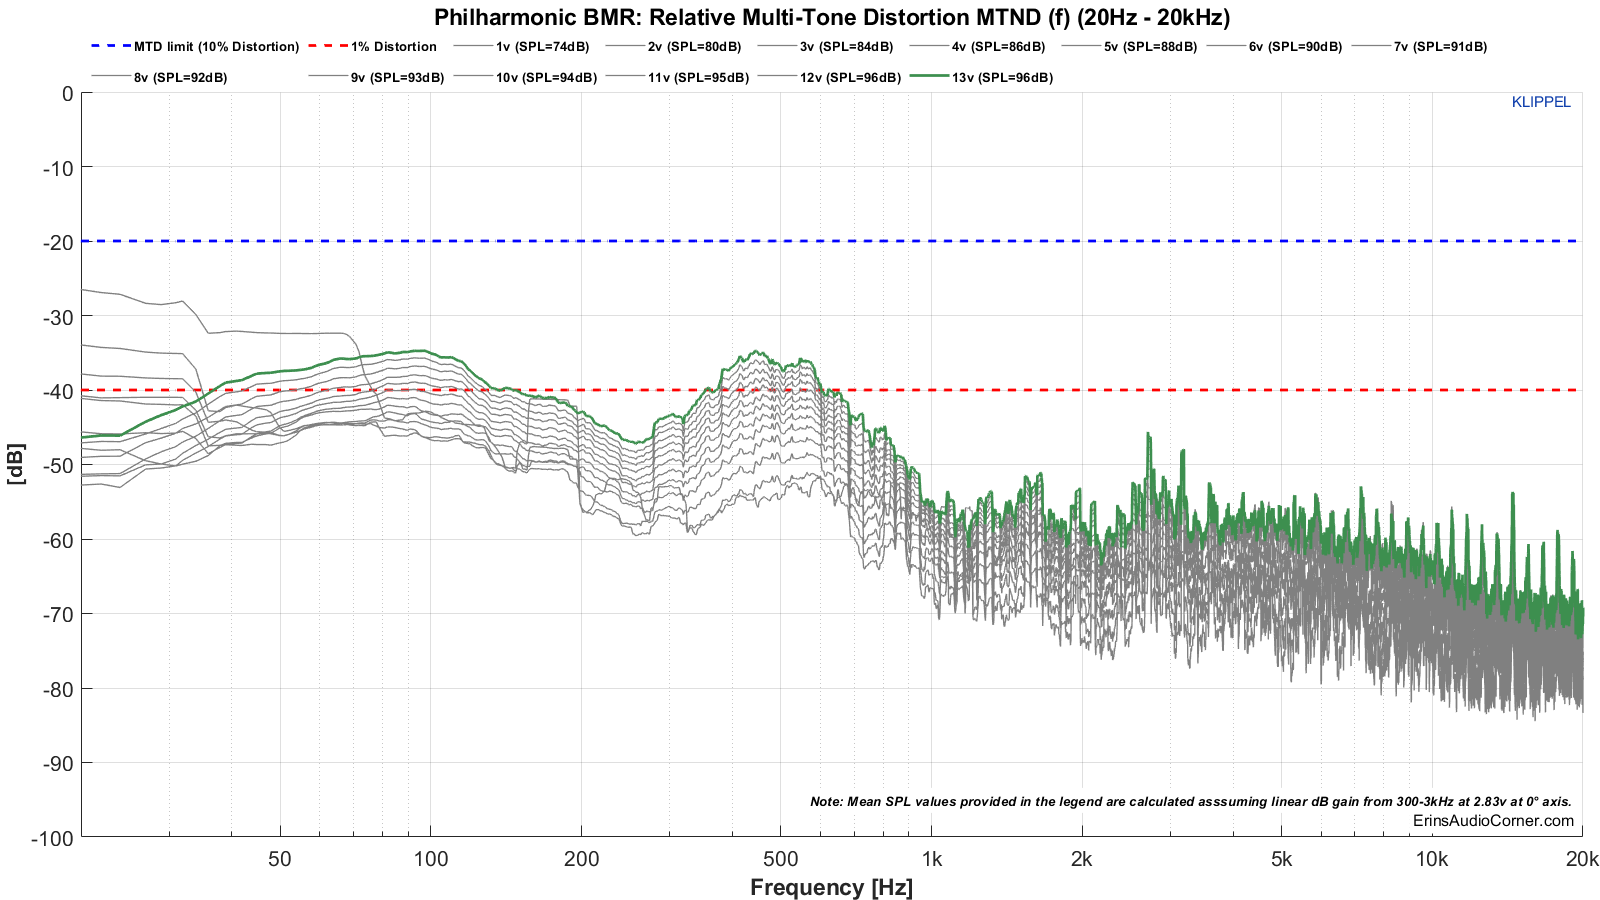 Philharmonic BMR: Relative Multi-Tone Distortion MTND (f) (20Hz - 20kHz)
MTD limit (10% Distortion) 1% Distortion 1v (SPL=74dB) 2v (SPL=80dB) 3v (SPL=84dB) 4v (SPL=86dB) 5v (SPL=88dB) 6v (SPL=90dB) 7v (SPL=91dB)
8v (SPL=92dB) 9v (SPL=93dB) 10v (SPL=94dB) 11v (SPL=95dB) 12v (SPL=96dB) 13v (SPL=96dB)
KLIPPEL
0
-10
-20
-30
-40
-50
-60
-70
-80
-90
-100
[dB]
Note: Mean SPL values provided in the legend are calculated asssuming linear dB gain from 300-3kHz at 2.83v at 0° axis.
ErinsAudioCorner.com
50 100 200 500 1k 2k 5k 10k 20k
Frequency [Hz]